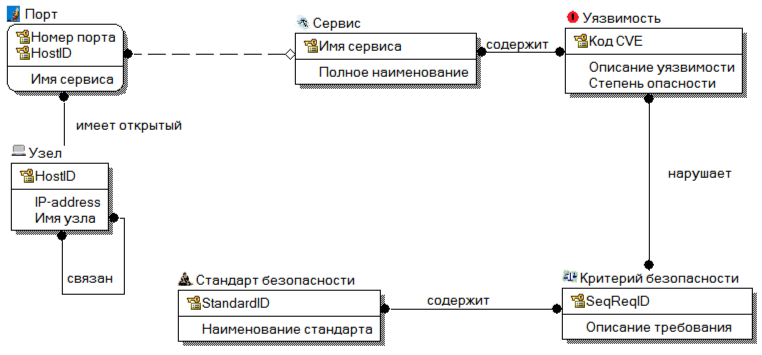 Порт
Номер порта
HostID
Имя сервиса
Сервис
Имя сервиса
Полное наименование
содержит
Уязвимость
Код CVE
Описание уязвимости
Степень опасности
имеет открытый
Узел
HostID
IP-address
Имя узла
связан
нарушает
Стандарт безопасности
StandardID
Наименование стандарта
содержит
Критерий безопасности
SeqReqID
Описание требования